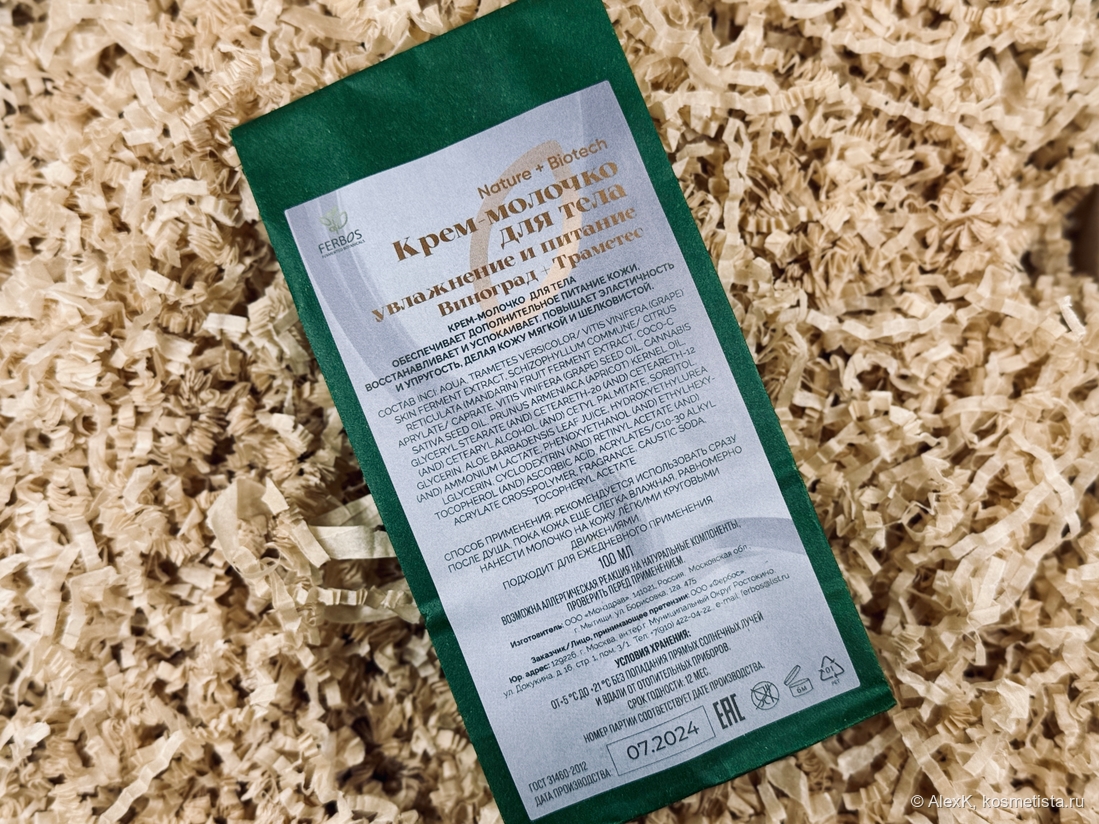 FERBOS
Nature + Biotech
Крем-молочко
для тела
увлажнение и питание
Виноград + Траметес
КРЕМ-МОЛОЧКО ДЛЯ ТЕЛА
ОБЕСПЕЧИВАЕТ ДОПОЛНИТЕЛЬНОЕ ПИТАНИЕ КОЖИ,
ВОССТАНАВЛИВАЕТ И УСПОКАИВАЕТ. ПОВЫШАЕТ ЭЛАСТИЧНОСТЬ
И УПРУГОСТЬ, ДЕЛАЯ КОЖУ МЯГКОЙ И ШЕЛКОВИСТОЙ.
СОСТАВ INCI. AQUA, TRAMETES VERSICOLOR/ VITIS VINIFERA (GRAPE)
SKIN FERMENT EXTRACT. SCHIZOPHYLLUM COMMUNE/ CITRUS
RETICULATA (MANDARIN) FRUIT FERMENT EXTRACT. COCO-C
APRYLATE/ CAPRATE. VITIS VINIFERA (GRAPE) SEED OIL. CANNABIS
SATIVA SEED OIL. PRUNUS ARMENIACA (APRICOT) KERNEL OIL.
GLYCERYL STEARATE (AND) CETEARETH-20 (AND) CETEARETH-12
(AND) CETEARYL ALCOHOL (AND) CETYL PALMITATE. SORBITOL.
GLYCERIN. ALOE BARBADENSIS LEAF JUICE. HYDROXYETHYLUREA
(AND) AMMONIUM LACTATE. PHENOXYETHANOL (AND) ETHYLHEXY-
LGLYCERIN. CYCLODEXTRIN (AND) RETINYL ACETATE (AND)
TOCOPHEROL (AND) ASCORBIC ACID. ACRYLATES/C10-30 ALKYL
ACRYLATE CROSSPOLYMER. FRAGRANCE. CAUSTIC SODA.
TOCOPHERYL ACETATE
СПОСОБ ПРИМЕНЕНИЯ: РЕКОМЕНДУЕТСЯ ИСПОЛЬЗОВАТЬ СРАЗУ
ПОСЛЕ ДУША, ПОКА КОЖА ЕЩЕ СЛЕГКА ВЛАЖНАЯ. РАВНОМЕРНО
НАНЕСТИ МОЛОЧКО НА КОЖУ ЛЁГКИМИ КРУГОВЫМИ
ДВИЖЕНИЯМИ
ПОДХОДИТ ДЛЯ ЕЖЕДНЕВНОГО ПРИМЕНЕНИЯ
100 МЛ
ВОЗМОЖНА АЛЛЕРГИЧЕСКАЯ РЕАКЦИЯ НА НАТУРАЛЬНЫЕ КОМПОНЕНТЫ.
ПРОВЕРИТЬ ПЕРЕД ПРИМЕНЕНИЕМ.
Изготовитель: ООО «Монздрав», 141021, Россия, Московская обл.,
г. Мытищи, ул. Борисовка, 12а, 475
Заказчик/Лицо, принимающее претензии: ООО «Фербос».
Юр. адрес: 129226, г. Москва, вн.тер.г. Муниципальный Округ Ростокино,
ул. Докукина, д. 16, стр. 1, пом. 3/1. Тел: +7(910) 422-04-22, e-mail: ferbos@list.ru
УСЛОВИЯ ХРАНЕНИЯ:
ОТ +5 °С ДО +21 °С БЕЗ ПОПАДАНИЯ ПРЯМЫХ СОЛНЕЧНЫХ ЛУЧЕЙ
И ВДАЛИ ОТ ОТОПИТЕЛЬНЫХ ПРИБОРОВ.
СРОК ГОДНОСТИ: 12 МЕС.
НОМЕР ПАРТИИ СООТВЕТСТВУЕТ ДАТЕ ПРОИЗВОДСТВА.
ГОСТ 31460-2012
ДАТА ПРОИЗВОДСТВА: 07.2024 EAC 6М 01
© AlexK, kosmetista.ru